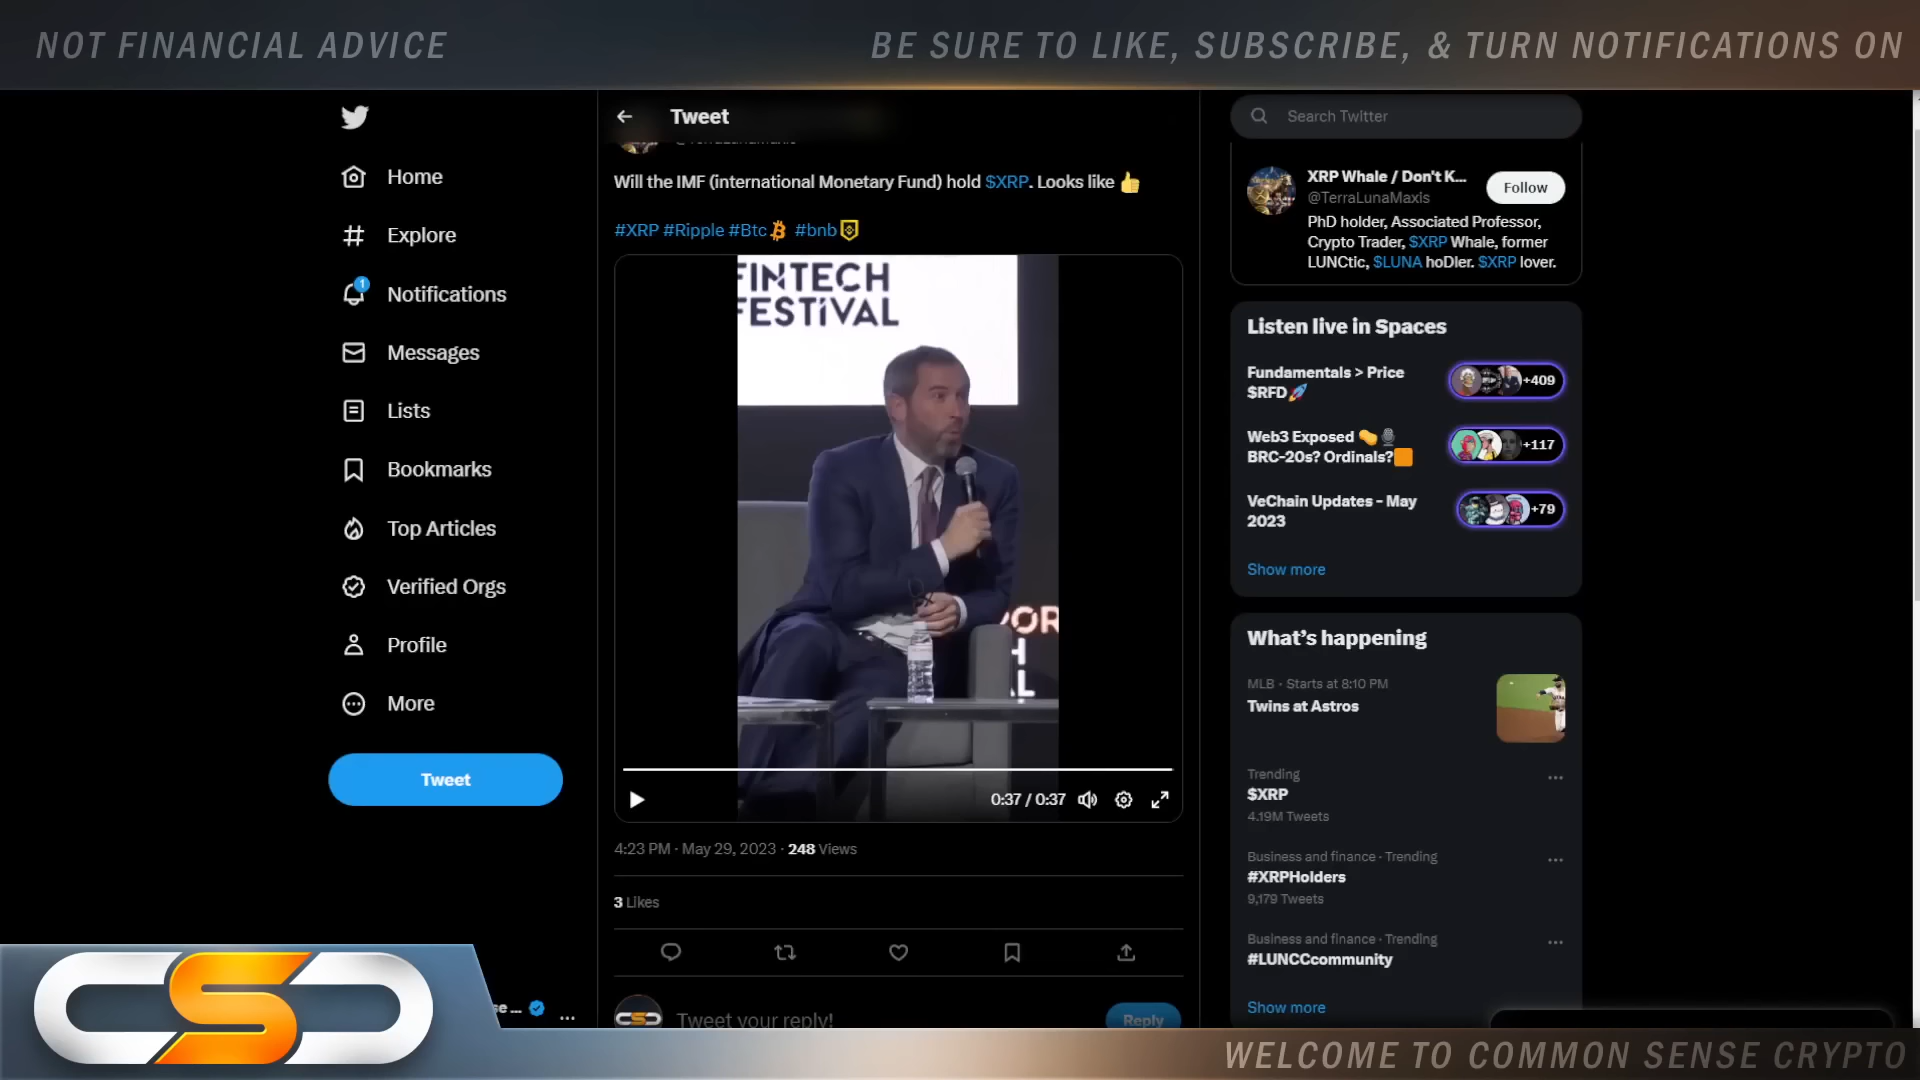 NOT FINANCIAL ADVICE
BE SURE TO LIKE, SUBSCRIBE, & TURN NOTIFICATIONS ON
Home
Explore
1
Notifications
Messages
Lists
Bookmarks
Top Articles
Verified Orgs
Profile
More
Tweet
Tweet
Will the IMF (international Monetary Fund) hold $XRP. Looks like 👍
#XRP #Ripple #Btc #bnb
FINTECH
FESTIVAL
0:37 / 0:37
4:23 PM · May 29, 2023 · 248 Views
3 Likes
Tweet your reply!
Reply
Search Twitter
XRP Whale / Don't K...
@TerraLunaMaxis
Follow
PhD holder, Associated Professor,
Crypto Trader, $XRP Whale, former
LUNCtic, $LUNA hoDler. $XRP lover.
Listen live in Spaces
Fundamentals > Price
$RFD🚀
+409
Web3 Exposed
BRC-20s? Ordinals?🟧
+117
VeChain Updates - May
2023
+79
Show more
What's happening
MLB · Starts at 8:10 PM
Twins at Astros
Trending
$XRP
4.19M Tweets
Business and finance · Trending
#XRPHolders
9,179 Tweets
Business and finance · Trending
#LUNCCcommunity
Show more
CSC
WELCOME TO COMMON SENSE CRYPTO